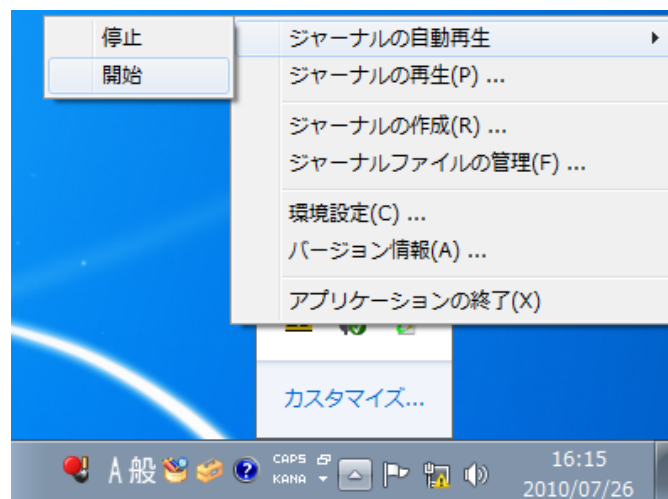 停止
開始
ジャーナルの自動再生
ジャーナルの再生(P) ...
ジャーナルの作成(R) ...
ジャーナルファイルの管理(F) ...
環境設定(C) ...
バージョン情報(A) ...
アプリケーションの終了(X)
カスタマイズ...
A 般
CAPS
KANA
16:15
2010/07/26